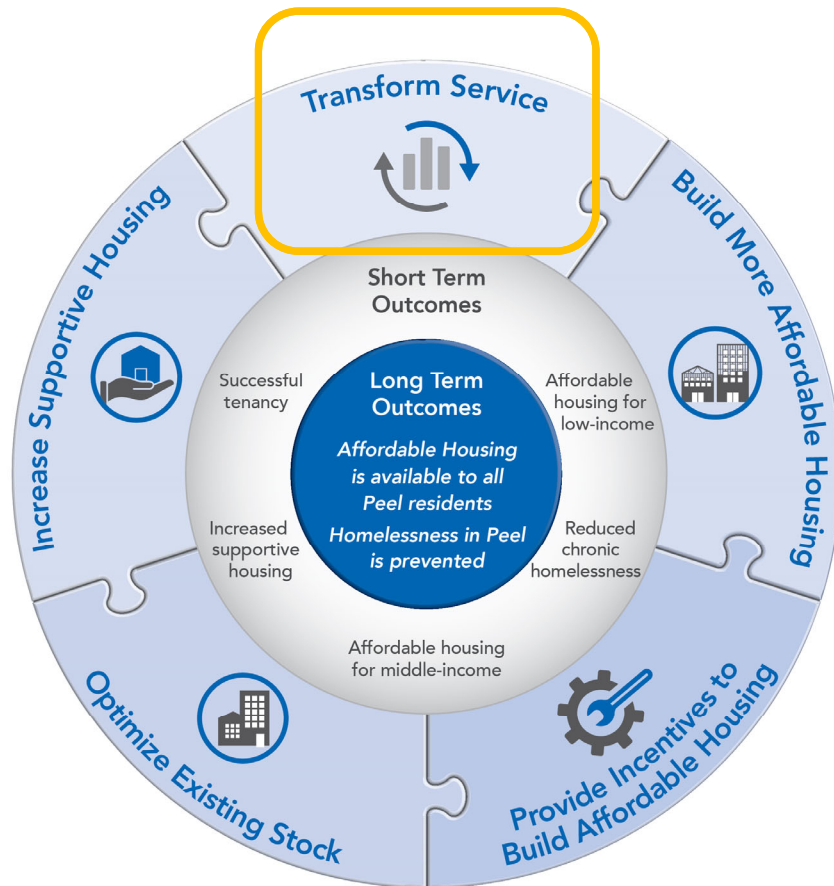 Transform Service
Build More Affordable Housing
Provide Incentives to
Build Affordable Housing
Optimize Existing Stock
Increase Supportive Housing
Short Term
Outcomes
Successful
tenancy
Affordable
housing for
low-income
Increased
supportive
housing
Reduced
chronic
homelessness
Affordable housing
for middle-income
Long Term
Outcomes
Affordable Housing
is available to all
Peel residents
Homelessness in Peel
is prevented